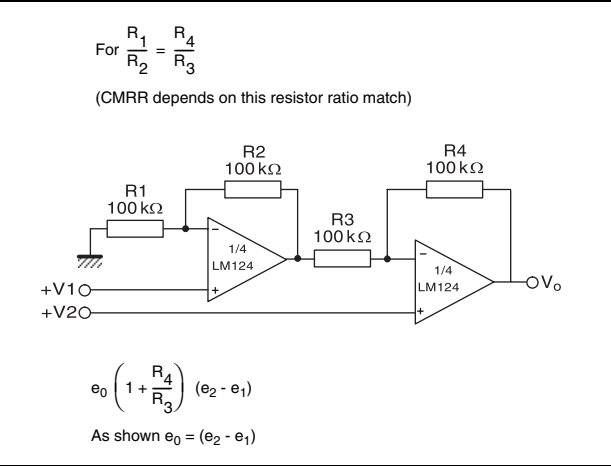 For R1/R2 = R4/R3
(CMRR depends on this resistor ratio match)
R2
100 kΩ
R4
100 kΩ
R1
100 kΩ
R3
100 kΩ
-
1/4
LM124
+
-
1/4
LM124
+
+V1
+V2
Vo
e0 (1 + R4/R3) (e2 - e1)
As shown e0 = (e2 - e1)